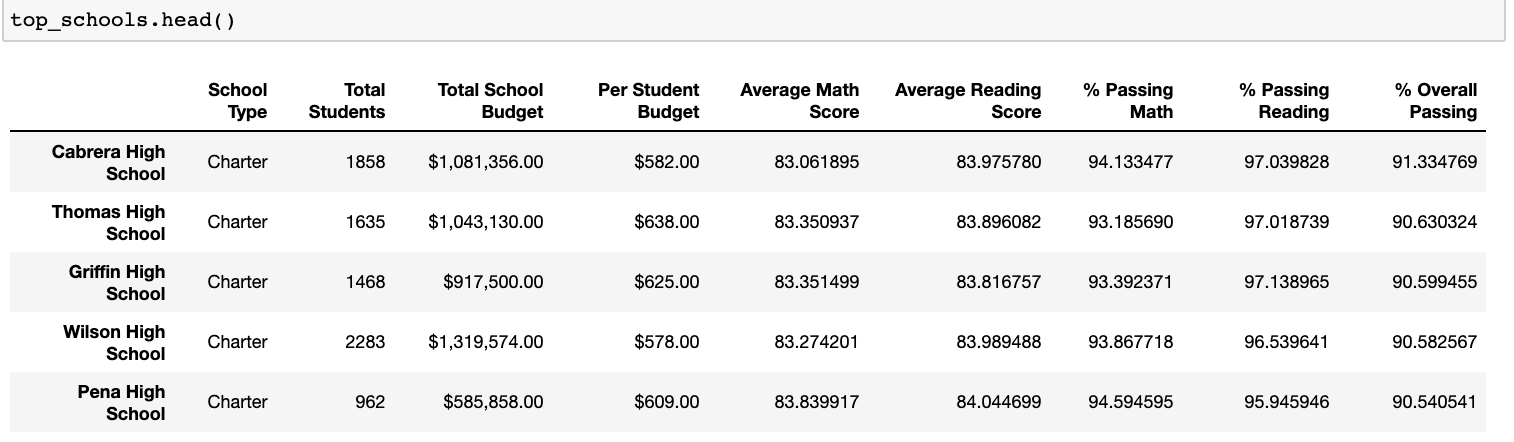 top_schools.head()
School Total Total School Per Student Average Math Average Reading % Passing % Passing % Overall
Type Students Budget Budget Score Score Math Reading Passing
Cabrera High
School Charter 1858 $1,081,356.00 $582.00 83.061895 83.975780 94.133477 97.039828 91.334769
Thomas High
School Charter 1635 $1,043,130.00 $638.00 83.350937 83.896082 93.185690 97.018739 90.630324
Griffin High
School Charter 1468 $917,500.00 $625.00 83.351499 83.816757 93.392371 97.138965 90.599455
Wilson High
School Charter 2283 $1,319,574.00 $578.00 83.274201 83.989488 93.867718 96.539641 90.582567
Pena High
School Charter 962 $585,858.00 $609.00 83.839917 84.044699 94.594595 95.945946 90.540541